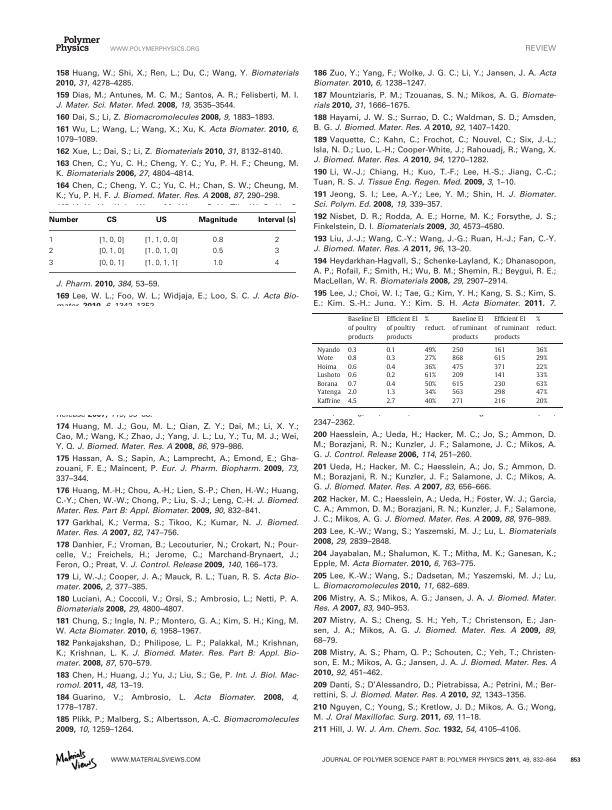 Polymer
Physics
WWW.POLYMERPHYSICS.ORG
REVIEW
158 Huang, W.; Shi, X.; Ren, L.; Du, C.; Wang, Y. Biomaterials
2010, 31, 4278–4285.
159 Dias, M.; Antunes, M. C. M.; Santos, A. R.; Felisberti, M. I.
J. Mater. Sci. Mater. Med. 2008, 19, 3535–3544.
160 Dai, S.; Li, Z. Biomacromolecules 2008, 9, 1883–1893.
161 Wu, L.; Wang, L.; Wang, X.; Xu, K. Acta Biomater. 2010, 6,
1079–1089.
162 Xue, L.; Dai, S.; Li, Z. Biomaterials 2010, 31, 8132–8140.
163 Chen, C.; Yu, C. H.; Cheng, Y. C.; Yu, P. H. F.; Cheung, M.
K. Biomaterials 2006, 27, 4804–4814.
164 Chen, C.; Cheng, Y. C.; Yu, C. H.; Chan, S. W.; Cheung, M.
K.; Yu, P. H. F. J. Biomed. Mater. Res. A 2008, 87, 290–298.
Number CS US Magnitude Interval (s)
1 [1, 0, 0] [1, 1, 0, 0] 0.8 2
2 [0, 1, 0] [1, 0, 1, 0] 0.5 3
3 [0, 0, 1] [0, 1, 1, 1] 1.0 4
J. Pharm. 2010, 384, 53–59.
169 Lee, W. L.; Foo, W. L.; Widjaja, E.; Loo, S. C. J. Acta Bio-
mater. 2010, 6, 1342–1352.
174 Huang, M. J.; Gou, M. L.; Qian, Z. Y.; Dai, M.; Li, X. Y.;
Cao, M.; Wang, K.; Zhao, J.; Yang, J. L.; Lu, Y.; Tu, M. J.; Wei,
Y. Q. J. Biomed. Mater. Res. A 2008, 86, 979–986.
175 Hassan, A. S.; Sapin, A.; Lamprecht, A.; Emond, E.; Gha-
zouani, F. E.; Maincent, P. Eur. J. Pharm. Biopharm. 2009, 73,
337–344.
176 Huang, M.-H.; Chou, A.-H.; Lien, S.-P.; Chen, H.-W.; Huang,
C.-Y.; Chen, W.-W.; Chong, P.; Liu, S.-J.; Leng, C.-H. J. Biomed.
Mater. Res. Part B: Appl. Biomater. 2009, 90, 832–841.
177 Garkhal, K.; Verma, S.; Tikoo, K.; Kumar, N. J. Biomed.
Mater. Res. A 2007, 82, 747–756.
178 Danhier, F.; Vroman, B.; Lecouturier, N.; Crokart, N.; Pour-
celle, V.; Freichels, H.; Jerome, C.; Marchand-Brynaert, J.;
Feron, O.; Preat, V. J. Control. Release 2009, 140, 166–173.
179 Li, W.-J.; Cooper, J. A.; Mauck, R. L.; Tuan, R. S. Acta Bio-
mater. 2006, 2, 377–385.
180 Luciani, A.; Coccoli, V.; Orsi, S.; Ambrosio, L.; Netti, P. A.
Biomaterials 2008, 29, 4800–4807.
181 Chung, S.; Ingle, N. P.; Montero, G. A.; Kim, S. H.; King, M.
W. Acta Biomater. 2010, 6, 1958–1967.
182 Pankajakshan, D.; Philipose, L. P.; Palakkal, M.; Krishnan,
K.; Krishnan, L. K. J. Biomed. Mater. Res. Part B: Appl. Bio-
mater. 2008, 87, 570–579.
183 Chen, H.; Huang, J.; Yu, J.; Liu, S.; Ge, P. Int. J. Biol. Mac-
romol. 2011, 48, 13–19.
184 Guarino, V.; Ambrosio, L. Acta Biomater. 2008, 4,
1778–1787.
185 Plikk, P.; Malberg, S.; Albertsson, A.-C. Biomacromolecules
2009, 10, 1259–1264.
186 Zuo, Y.; Yang, F.; Wolke, J. G. C.; Li, Y.; Jansen, J. A. Acta
Biomater. 2010, 6, 1238–1247.
187 Mountziaris, P. M.; Tzouanas, S. N.; Mikos, A. G. Biomate-
rials 2010, 31, 1666–1675.
188 Hayami, J. W. S.; Surrao, D. C.; Waldman, S. D.; Amsden,
B. G. J. Biomed. Mater. Res. A 2010, 92, 1407–1420.
189 Vaquette, C.; Kahn, C.; Frochot, C.; Nouvel, C.; Six, J.-L.;
Isla, N. D.; Luo, L.-H.; Cooper-White, J.; Rahouadj, R.; Wang, X.
J. Biomed. Mater. Res. A 2010, 94, 1270–1282.
190 Li, W.-J.; Chiang, H.; Kuo, T.-F.; Lee, H.-S.; Jiang, C.-C.;
Tuan, R. S. J. Tissue Eng. Regen. Med. 2009, 3, 1–10.
191 Jeong, S. I.; Lee, A.-Y.; Lee, Y. M.; Shin, H. J. Biomater.
Sci. Polym. Ed. 2008, 19, 339–357.
192 Nisbet, D. R.; Rodda, A. E.; Horne, M. K.; Forsythe, J. S.;
Finkelstein, D. I. Biomaterials 2009, 30, 4573–4580.
193 Liu, J.-J.; Wang, C.-Y.; Wang, J.-G.; Ruan, H.-J.; Fan, C.-Y.
J. Biomed. Mater. Res. A 2011, 96, 13–20.
194 Heydarkhan-Hagvall, S.; Schenke-Layland, K.; Dhanasopon,
A. P.; Rofail, F.; Smith, H.; Wu, B. M.; Shemin, R.; Beygui, R. E.;
MacLellan, W. R. Biomaterials 2008, 29, 2907–2914.
195 Lee, J.; Choi, W. I.; Tae, G.; Kim, Y. H.; Kang, S. S.; Kim, S.
E.; Kim, S.-H.; Jung, Y.; Kim, S. H. Acta Biomater. 2011, 7,
Baseline EI Efficient EI % Baseline EI Efficient EI %
of poultry of poultry reduct. of ruminant of ruminant reduct.
products products products products
Nyando 0.3 0.1 49% 250 161 36%
Wote 0.8 0.3 27% 868 615 29%
Hoima 0.6 0.4 36% 475 371 22%
Lushoto 0.6 0.2 61% 209 141 33%
Borana 0.7 0.4 50% 615 230 63%
Yatenga 2.0 1.3 34% 563 298 47%
Kaffrine 4.5 2.7 40% 271 216 20%
2347–2362.
200 Haesslein, A.; Ueda, H.; Hacker, M. C.; Jo, S.; Ammon, D.
M.; Borazjani, R. N.; Kunzler, J. F.; Salamone, J. C.; Mikos, A.
G. J. Control. Release 2006, 114, 251–260.
201 Ueda, H.; Hacker, M. C.; Haesslein, A.; Jo, S.; Ammon, D.
M.; Borazjani, R. N.; Kunzler, J. F.; Salamone, J. C.; Mikos, A.
G. J. Biomed. Mater. Res. A 2007, 83, 656–666.
202 Hacker, M. C.; Haesslein, A.; Ueda, H.; Foster, W. J.; Garcia,
C. A.; Ammon, D. M.; Borazjani, R. N.; Kunzler, J. F.; Salamone,
J. C.; Mikos, A. G. J. Biomed. Mater. Res. A 2009, 88, 976–989.
203 Lee, K.-W.; Wang, S.; Yaszemski, M. J.; Lu, L. Biomaterials
2008, 29, 2839–2848.
204 Jayabalan, M.; Shalumon, K. T.; Mitha, M. K.; Ganesan, K.;
Epple, M. Acta Biomater. 2010, 6, 763–775.
205 Lee, K.-W.; Wang, S.; Dadsetan, M.; Yaszemski, M. J.; Lu,
L. Biomacromolecules 2010, 11, 682–689.
206 Mistry, A. S.; Mikos, A. G.; Jansen, J. A. J. Biomed. Mater.
Res. A 2007, 83, 940–953.
207 Mistry, A. S.; Cheng, S. H.; Yeh, T.; Christenson, E.; Jan-
sen, J. A.; Mikos, A. G. J. Biomed. Mater. Res. A 2009, 89,
68–79.
208 Mistry, A. S.; Pham, Q. P.; Schouten, C.; Yeh, T.; Christen-
son, E. M.; Mikos, A. G.; Jansen, J. A. J. Biomed. Mater. Res. A
2010, 92, 451–462.
209 Danti, S.; D'Alessandro, D.; Pietrabissa, A.; Petrini, M.; Ber-
rettini, S. J. Biomed. Mater. Res. A 2010, 92, 1343–1356.
210 Nguyen, C.; Young, S.; Kretlow, J. D.; Mikos, A. G.; Wong,
M. J. Oral Maxillofac. Surg. 2011, 69, 11–18.
211 Hill, J. W. J. Am. Chem. Soc. 1932, 54, 4105–4106.
Materials
Views
WWW.MATERIALSVIEWS.COM
JOURNAL OF POLYMER SCIENCE PART B: POLYMER PHYSICS 2011, 49, 832–864 853